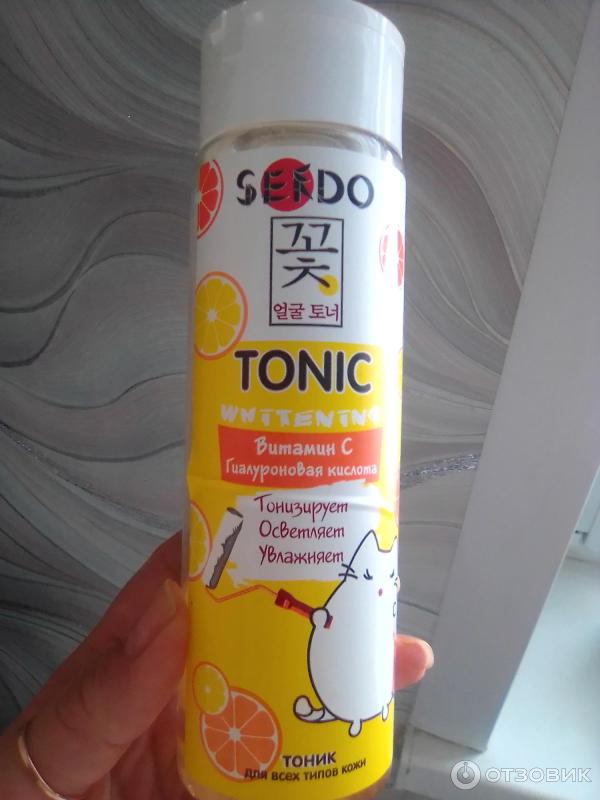 SENDO
꽃
얼굴 토너
TONIC
WHITENING
Витамин С
Гиалуроновая кислота
Тонизирует
Осветляет
Увлажняет
ТОНИК
для всех типов кожи
ОТЗОВИК